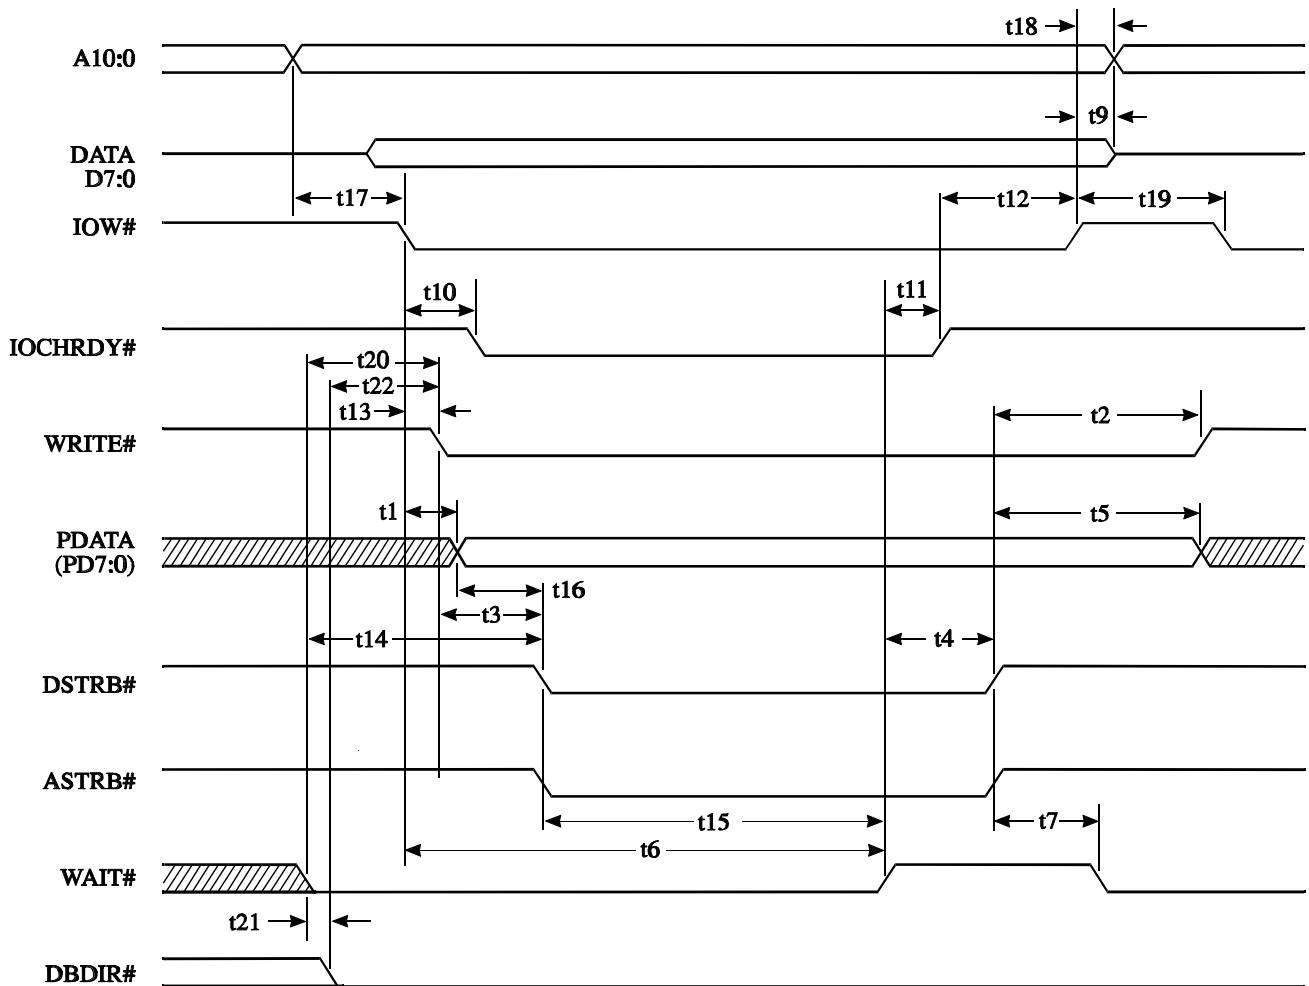 t18
A10:0
t9
DATA
D7:0
t17
t12
t19
IOW#
t10
t11
IOCHRDY#
t20
t22
t13
t2
WRITE#
t1
t5
PDATA
(PD7:0)
t16
t3
t14
t4
DSTRB#
ASTRB#
t15
t7
t6
WAIT#
t21
DBDIR#